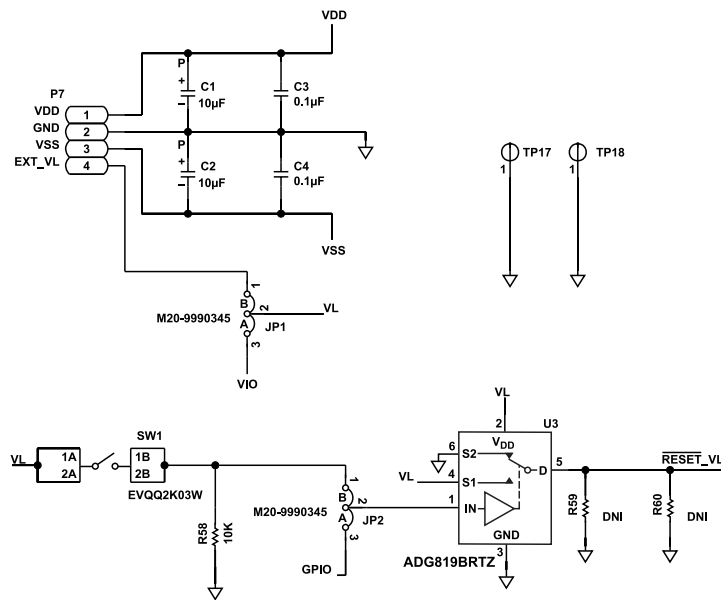 VDD
P7
VDD 1
GND 2
VSS 3
EXT_VL 4
P
+
–
C1
10µF
C3
0.1µF
P
+
–
C2
10µF
C4
0.1µF
VSS
TP17
1
TP18
1
1
B
2
A
3
VL
M20-9990345
JP1
VIO
VL
1A
2A
SW1
1B
2B
EVQQ2K03W
R58
10K
M20-9990345
1
B
2
A
3
JP2
GPIO
VL
2
U3
VDD
6 S2
VL 4 S1
1 IN
D 5
GND
3
ADG819BRTZ
RESET_VL
R59
DNI
R60
DNI